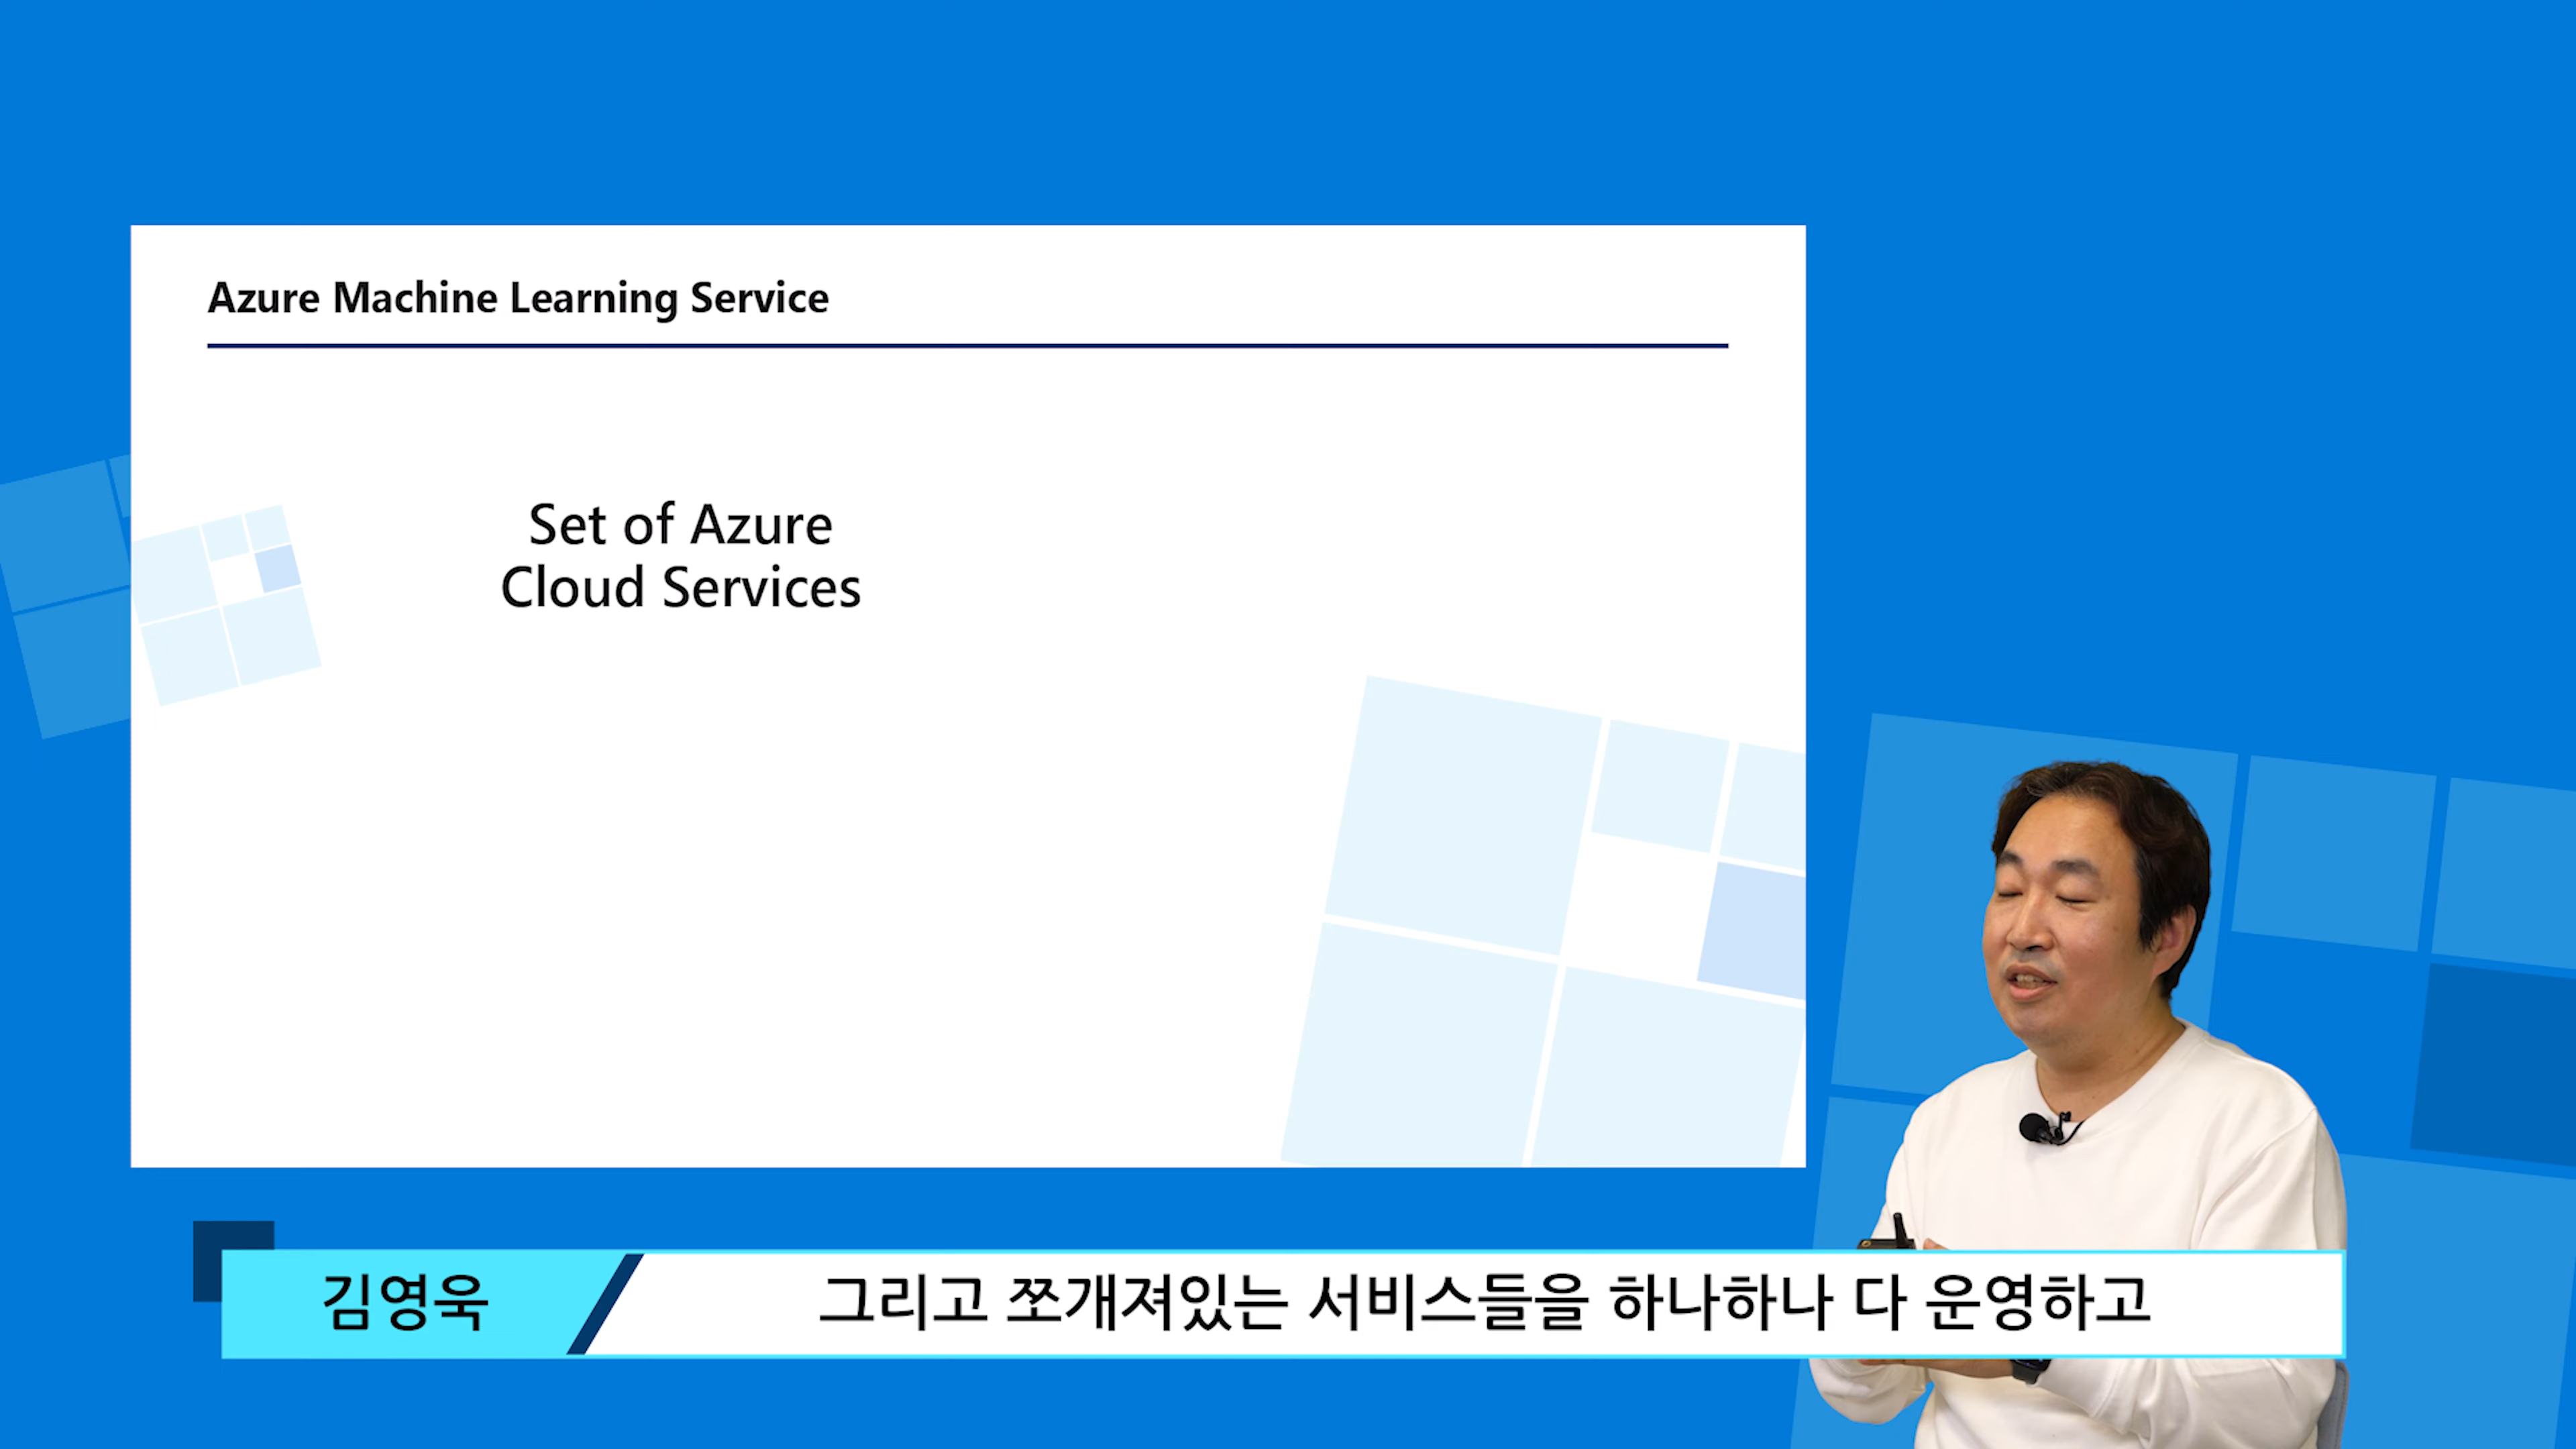 Azure Machine Learning Service
Set of Azure
Cloud Services
김영욱
그리고 쪼개져있는 서비스들을 하나하나 다 운영하고